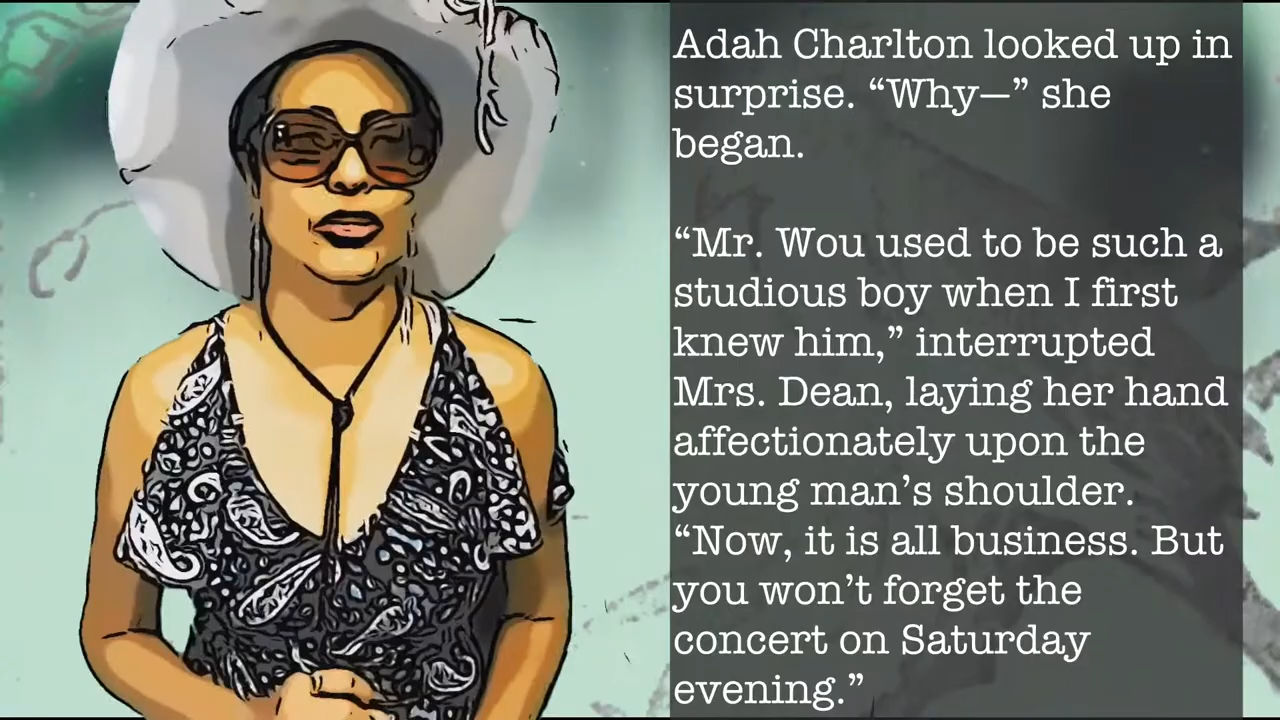 Adah Charlton looked up in
surprise. “Why—” she
began.
“Mr. Wou used to be such a
studious boy when I first
knew him,” interrupted
Mrs. Dean, laying her hand
affectionately upon the
young man’s shoulder.
“Now, it is all business. But
you won’t forget the
concert on Saturday
evening.”